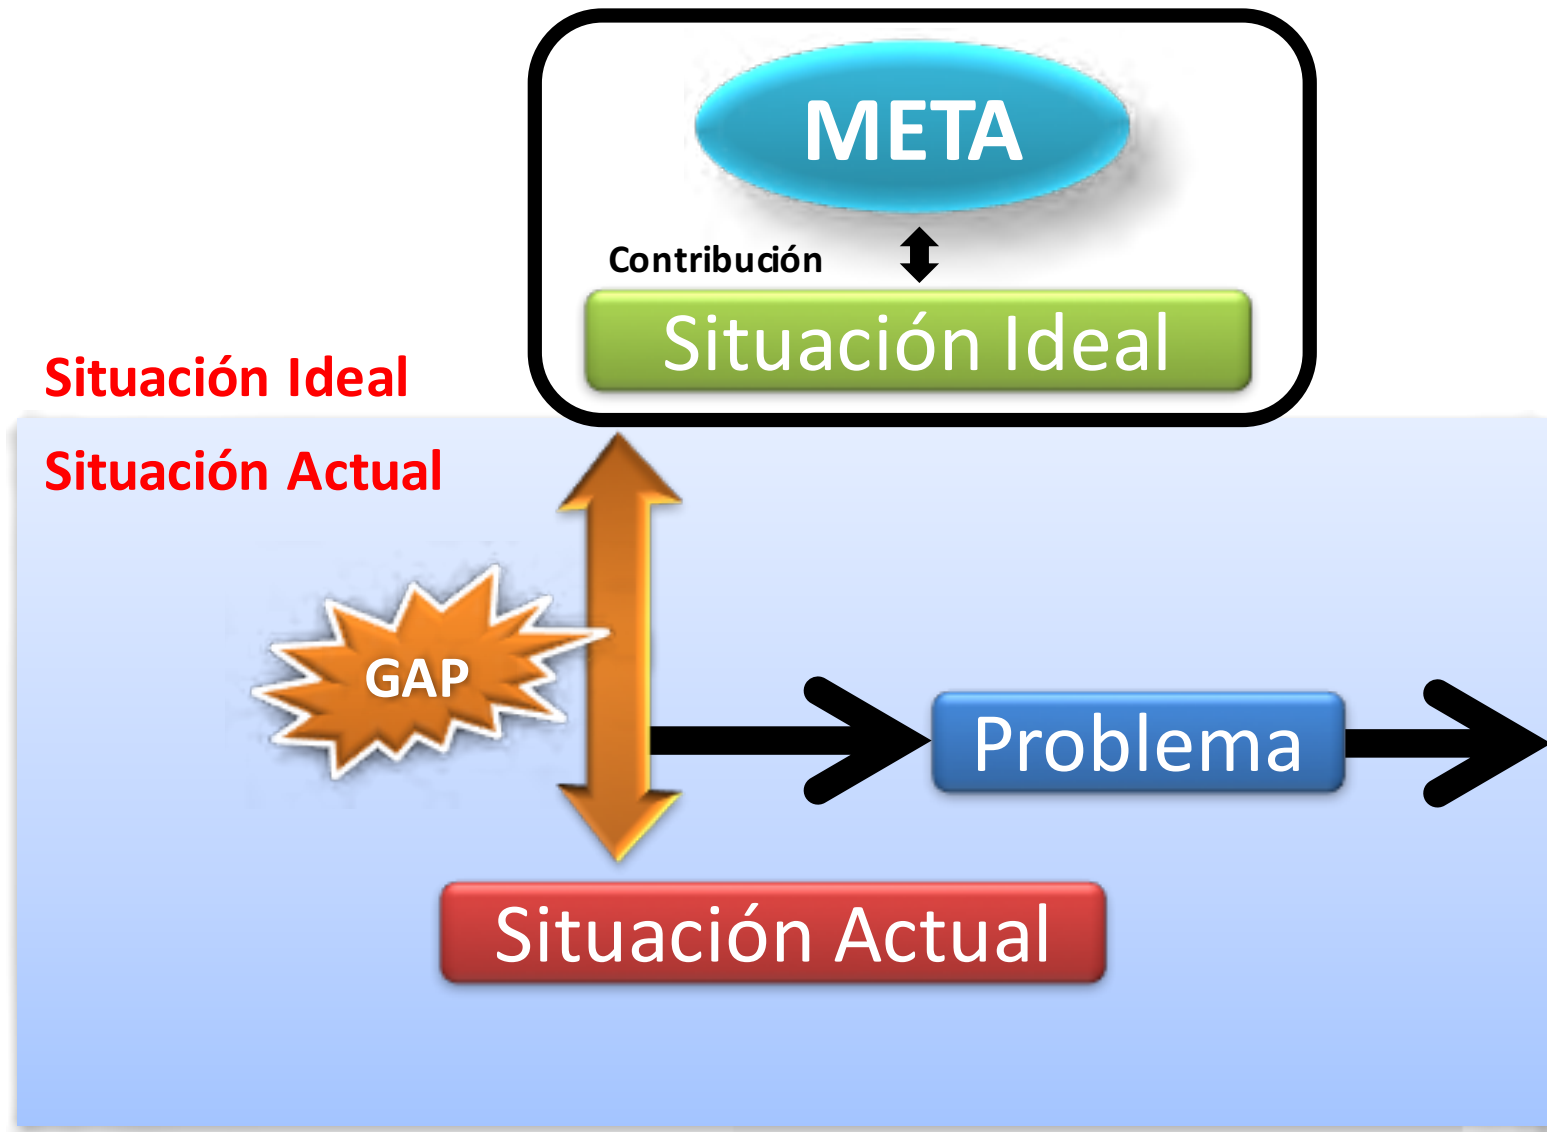 META
Contribución
Situación Ideal
Situación Ideal
Situación Actual
GAP
Problema
Situación Actual